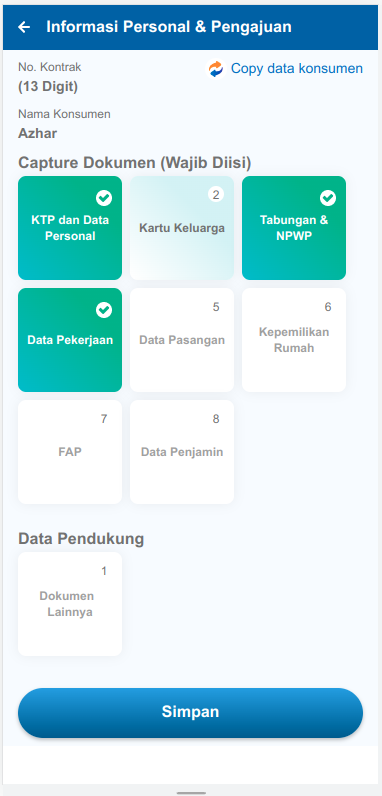 Informasi Personal & Pengajuan
No. Kontrak
Copy data konsumen
(13 Digit)
Nama Konsumen
Azhar
Capture Dokumen (Wajib Diisi)
KTP dan Data
Personal
2
Kartu Keluarga
Tabungan &
NPWP
Data Pekerjaan
5
Data Pasangan
6
Kepemilikan
Rumah
7
FAP
8
Data Penjamin
Data Pendukung
1
Dokumen
Lainnya
Simpan